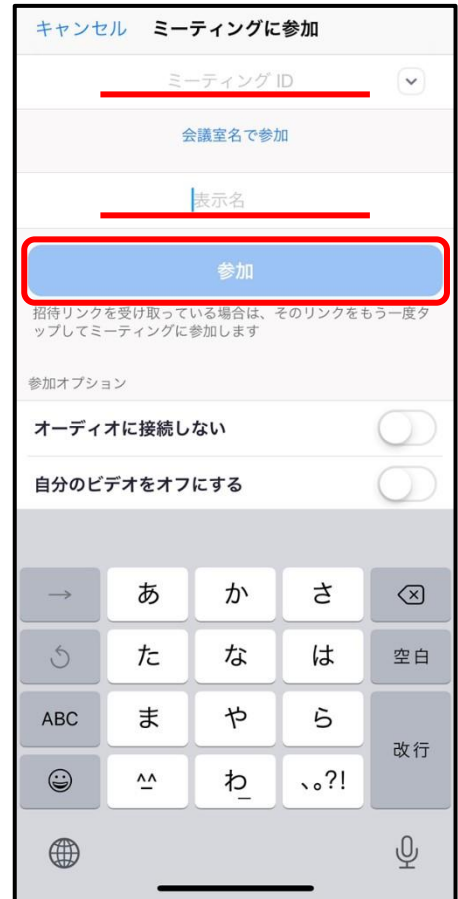 キャンセル ミーティングに参加
ミーティング ID
会議室名で参加
表示名
参加
招待リンクを受け取っている場合は、そのリンクをもう一度タ
ップしてミーティングに参加します
参加オプション
オーディオに接続しない
自分のビデオをオフにする
→ あ か さ
た な は 空白
ABC ま や ら
^^ わ 、。?! 改行